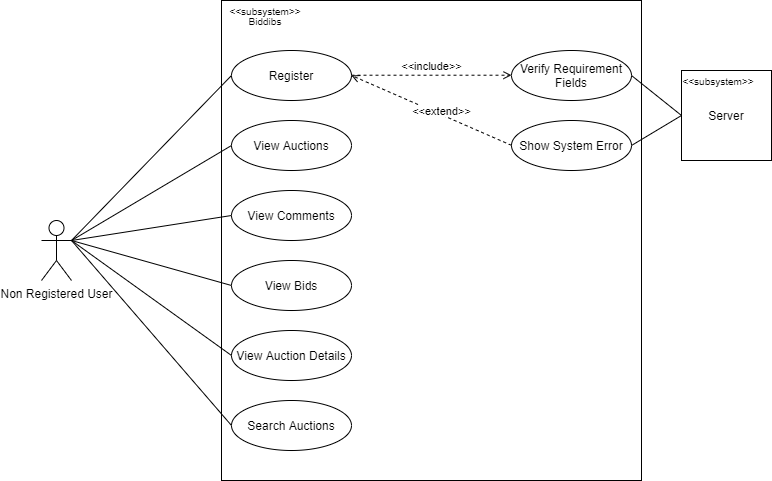 <<subsystem>>
Biddibs
Register
<<include>>
Verify Requirement
Fields
<<subsystem>>
Server
<<extend>>
View Auctions
Show System Error
View Comments
Non Registered User
View Bids
View Auction Details
Search Auctions